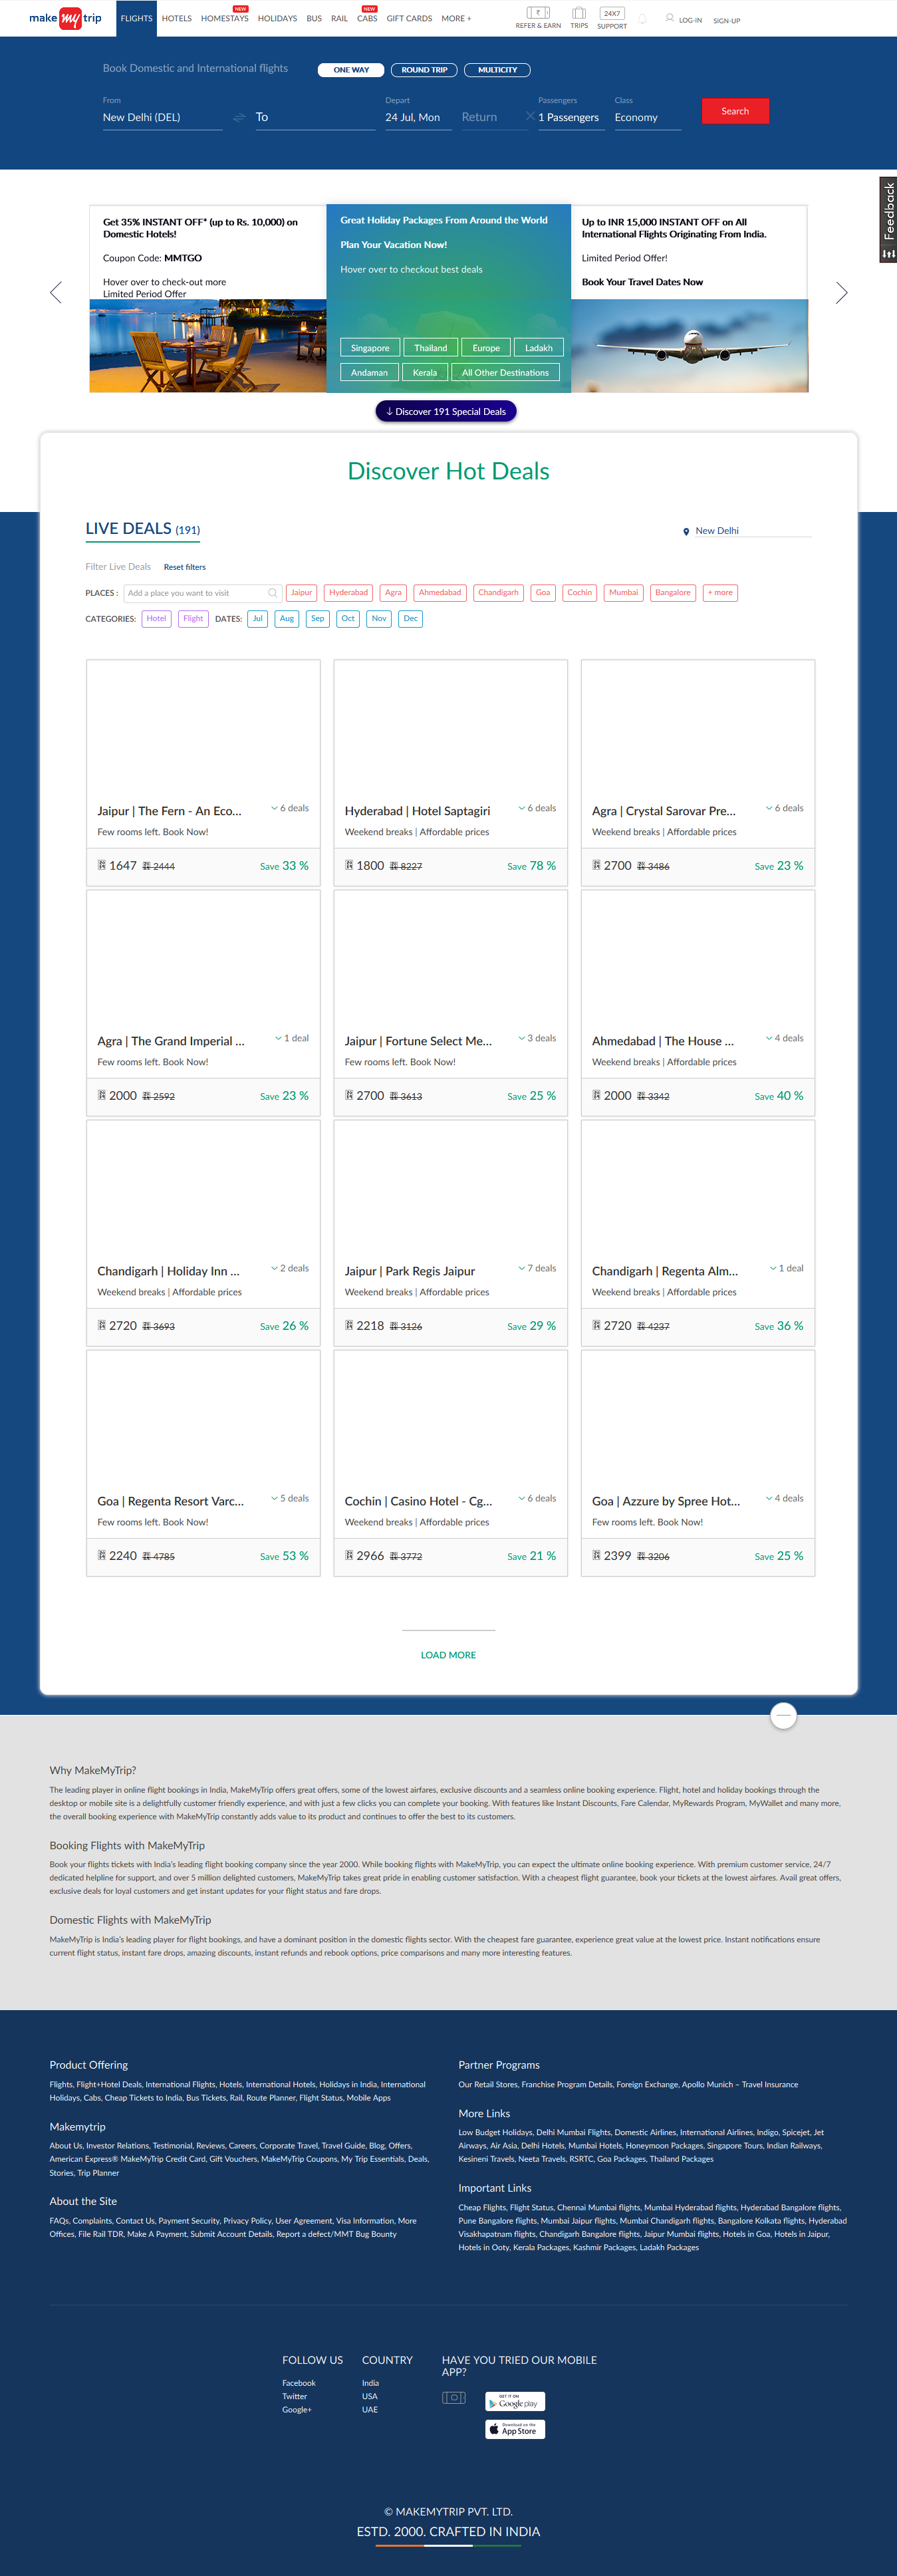 make my trip
FLIGHTS HOTELS HOMESTAYS NEW HOLIDAYS BUS RAIL CABS NEW GIFT CARDS MORE +
REFER & EARN TRIPS 24X7 SUPPORT LOG-IN SIGN-UP
Book Domestic and International flights ONE WAY ROUND TRIP MULTICITY
From Depart Passengers Class
New Delhi (DEL) To 24 Jul, Mon Return 1 Passengers Economy Search
Feedback
Get 35% INSTANT OFF* (up to Rs. 10,000) on
Domestic Hotels!
Coupon Code: MMTGO
Hover over to check-out more
Limited Period Offer
Great Holiday Packages From Around the World
Plan Your Vacation Now!
Hover over to checkout best deals
Singapore Thailand Europe Ladakh
Andaman Kerala All Other Destinations
Up to INR 15,000 INSTANT OFF on All
International Flights Originating From India.
Limited Period Offer!
Book Your Travel Dates Now
Discover 191 Special Deals
Discover Hot Deals
LIVE DEALS (191) New Delhi
Filter Live Deals Reset filters
PLACES : Add a place you want to visit Jaipur Hyderabad Agra Ahmedabad Chandigarh Goa Cochin Mumbai Bangalore + more
CATEGORIES: Hotel Flight DATES: Jul Aug Sep Oct Nov Dec
Jaipur | The Fern - An Eco... 6 deals
Few rooms left. Book Now!
1647 2444 Save 33 %
Hyderabad | Hotel Saptagiri 6 deals
Weekend breaks | Affordable prices
1800 8227 Save 78 %
Agra | Crystal Sarovar Pre... 6 deals
Weekend breaks | Affordable prices
2700 3486 Save 23 %
Agra | The Grand Imperial ... 1 deal
Few rooms left. Book Now!
2000 2592 Save 23 %
Jaipur | Fortune Select Me... 3 deals
Few rooms left. Book Now!
2700 3613 Save 25 %
Ahmedabad | The House ... 4 deals
Weekend breaks | Affordable prices
2000 3342 Save 40 %
Chandigarh | Holiday Inn ... 2 deals
Weekend breaks | Affordable prices
2720 3693 Save 26 %
Jaipur | Park Regis Jaipur 7 deals
Weekend breaks | Affordable prices
2218 3126 Save 29 %
Chandigarh | Regenta Alm... 1 deal
Weekend breaks | Affordable prices
2720 4237 Save 36 %
Goa | Regenta Resort Varc... 5 deals
Few rooms left. Book Now!
2240 4785 Save 53 %
Cochin | Casino Hotel - Cg... 6 deals
Weekend breaks | Affordable prices
2966 3772 Save 21 %
Goa | Azzure by Spree Hot... 4 deals
Few rooms left. Book Now!
2399 3206 Save 25 %
LOAD MORE
Why MakeMyTrip?
The leading player in online flight bookings in India, MakeMyTrip offers great offers, some of the lowest airfares, exclusive discounts and a seamless online booking experience. Flight, hotel and holiday bookings through the
desktop or mobile site is a delightfully customer friendly experience, and with just a few clicks you can complete your booking. With features like Instant Discounts, Fare Calendar, MyRewards Program, MyWallet and many more,
the overall booking experience with MakeMyTrip constantly adds value to its product and continues to offer the best to its customers.
Booking Flights with MakeMyTrip
Book your flights tickets with India's leading flight booking company since the year 2000. While booking flights with MakeMyTrip, you can expect the ultimate online booking experience. With premium customer service, 24/7
dedicated helpline for support, and over 5 million delighted customers, MakeMyTrip takes great pride in enabling customer satisfaction. With a cheapest flight guarantee, book your tickets at the lowest airfares. Avail great offers,
exclusive deals for loyal customers and get instant updates for your flight status and fare drops.
Domestic Flights with MakeMyTrip
MakeMyTrip is India's leading player for flight bookings, and have a dominant position in the domestic flights sector. With the cheapest fare guarantee, experience great value at the lowest price. Instant notifications ensure
current flight status, instant fare drops, amazing discounts, instant refunds and rebook options, price comparisons and many more interesting features.
Product Offering
Flights, Flight+Hotel Deals, International Flights, Hotels, International Hotels, Holidays in India, International
Holidays, Cabs, Cheap Tickets to India, Bus Tickets, Rail, Route Planner, Flight Status, Mobile Apps
Makemytrip
About Us, Investor Relations, Testimonial, Reviews, Careers, Corporate Travel, Travel Guide, Blog, Offers,
American Express® MakeMyTrip Credit Card, Gift Vouchers, MakeMyTrip Coupons, My Trip Essentials, Deals,
Stories, Trip Planner
About the Site
FAQs, Complaints, Contact Us, Payment Security, Privacy Policy, User Agreement, Visa Information, More
Offices, File Rail TDR, Make A Payment, Submit Account Details, Report a defect/MMT Bug Bounty
Partner Programs
Our Retail Stores, Franchise Program Details, Foreign Exchange, Apollo Munich – Travel Insurance
More Links
Low Budget Holidays, Delhi Mumbai Flights, Domestic Airlines, International Airlines, Indigo, Spicejet, Jet
Airways, Air Asia, Delhi Hotels, Mumbai Hotels, Honeymoon Packages, Singapore Tours, Indian Railways,
Kesineni Travels, Neeta Travels, RSRTC, Goa Packages, Thailand Packages
Important Links
Cheap Flights, Flight Status, Chennai Mumbai flights, Mumbai Hyderabad flights, Hyderabad Bangalore flights,
Pune Bangalore flights, Mumbai Jaipur flights, Mumbai Chandigarh flights, Bangalore Kolkata flights, Hyderabad
Visakhapatnam flights, Chandigarh Bangalore flights, Jaipur Mumbai flights, Hotels in Goa, Hotels in Jaipur,
Hotels in Ooty, Kerala Packages, Kashmir Packages, Ladakh Packages
FOLLOW US
Facebook
Twitter
Google+
COUNTRY
India
USA
UAE
HAVE YOU TRIED OUR MOBILE
APP?
GET IT ON
Google play
Download on the
App Store
© MAKEMYTRIP PVT. LTD.
ESTD. 2000. CRAFTED IN INDIA